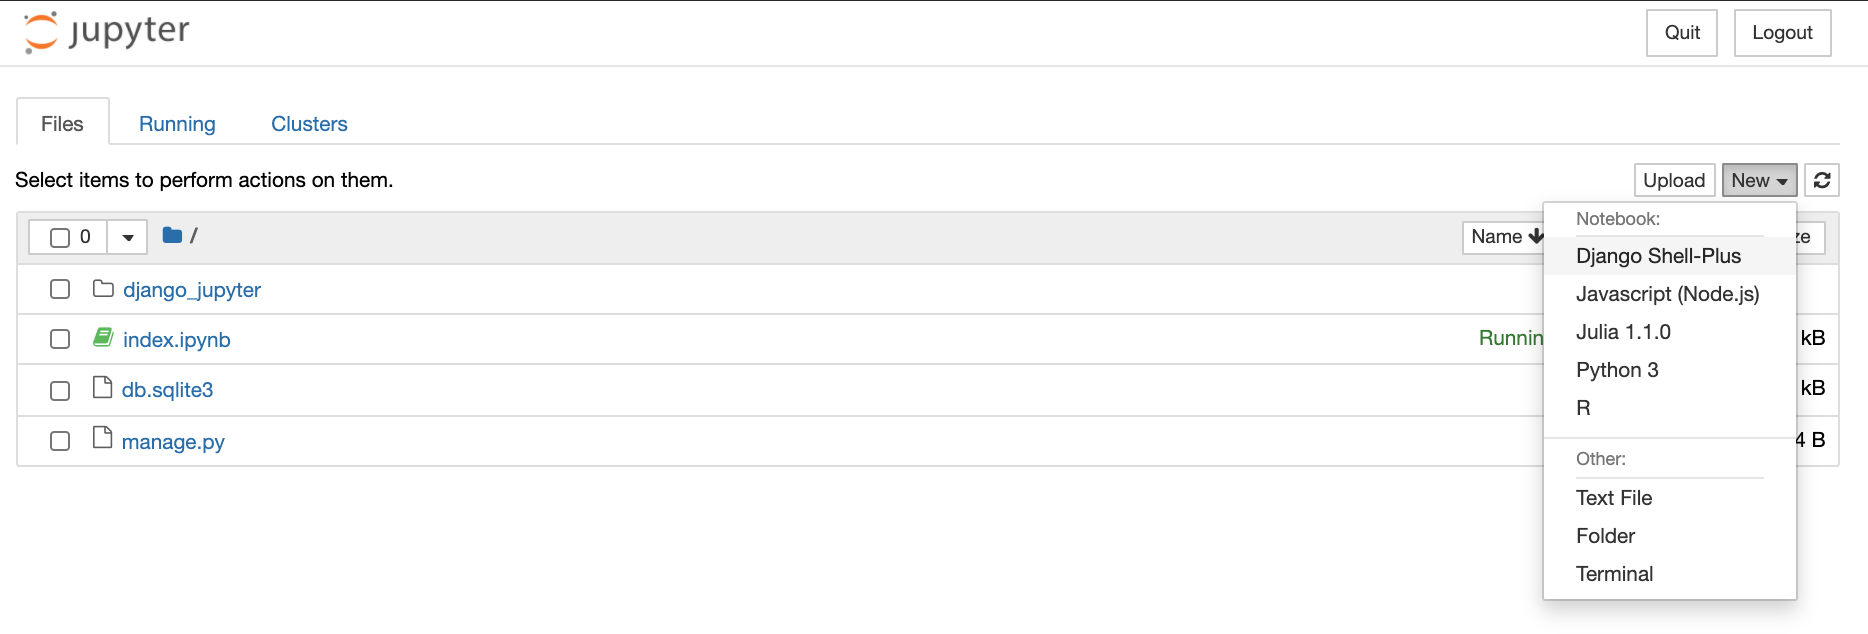 jupyter
Quit Logout
Files Running Clusters
Select items to perform actions on them.
Upload New
0 / Name
django_jupyter
index.ipynb
db.sqlite3
manage.py
kB
kB
4 B
Notebook:
Django Shell-Plus
Javascript (Node.js)
Julia 1.1.0
Python 3
R
Other:
Text File
Folder
Terminal